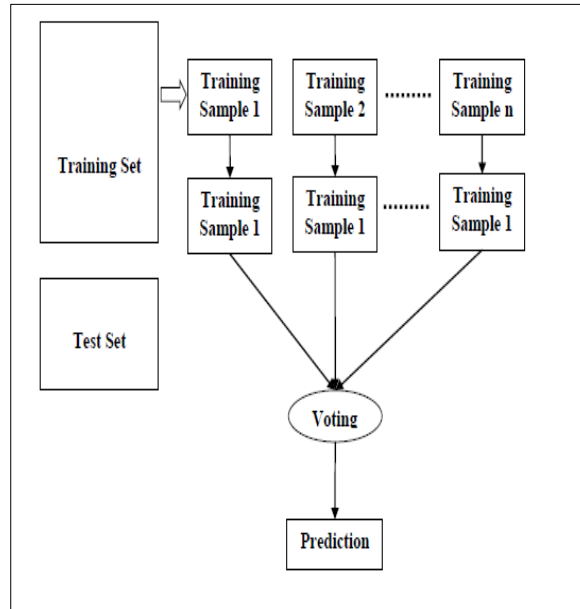 Training Set
Training
Sample 1
Training
Sample 2
.........
Training
Sample n
Training
Sample 1
Training
Sample 1
.........
Training
Sample 1
Test Set
Voting
Prediction